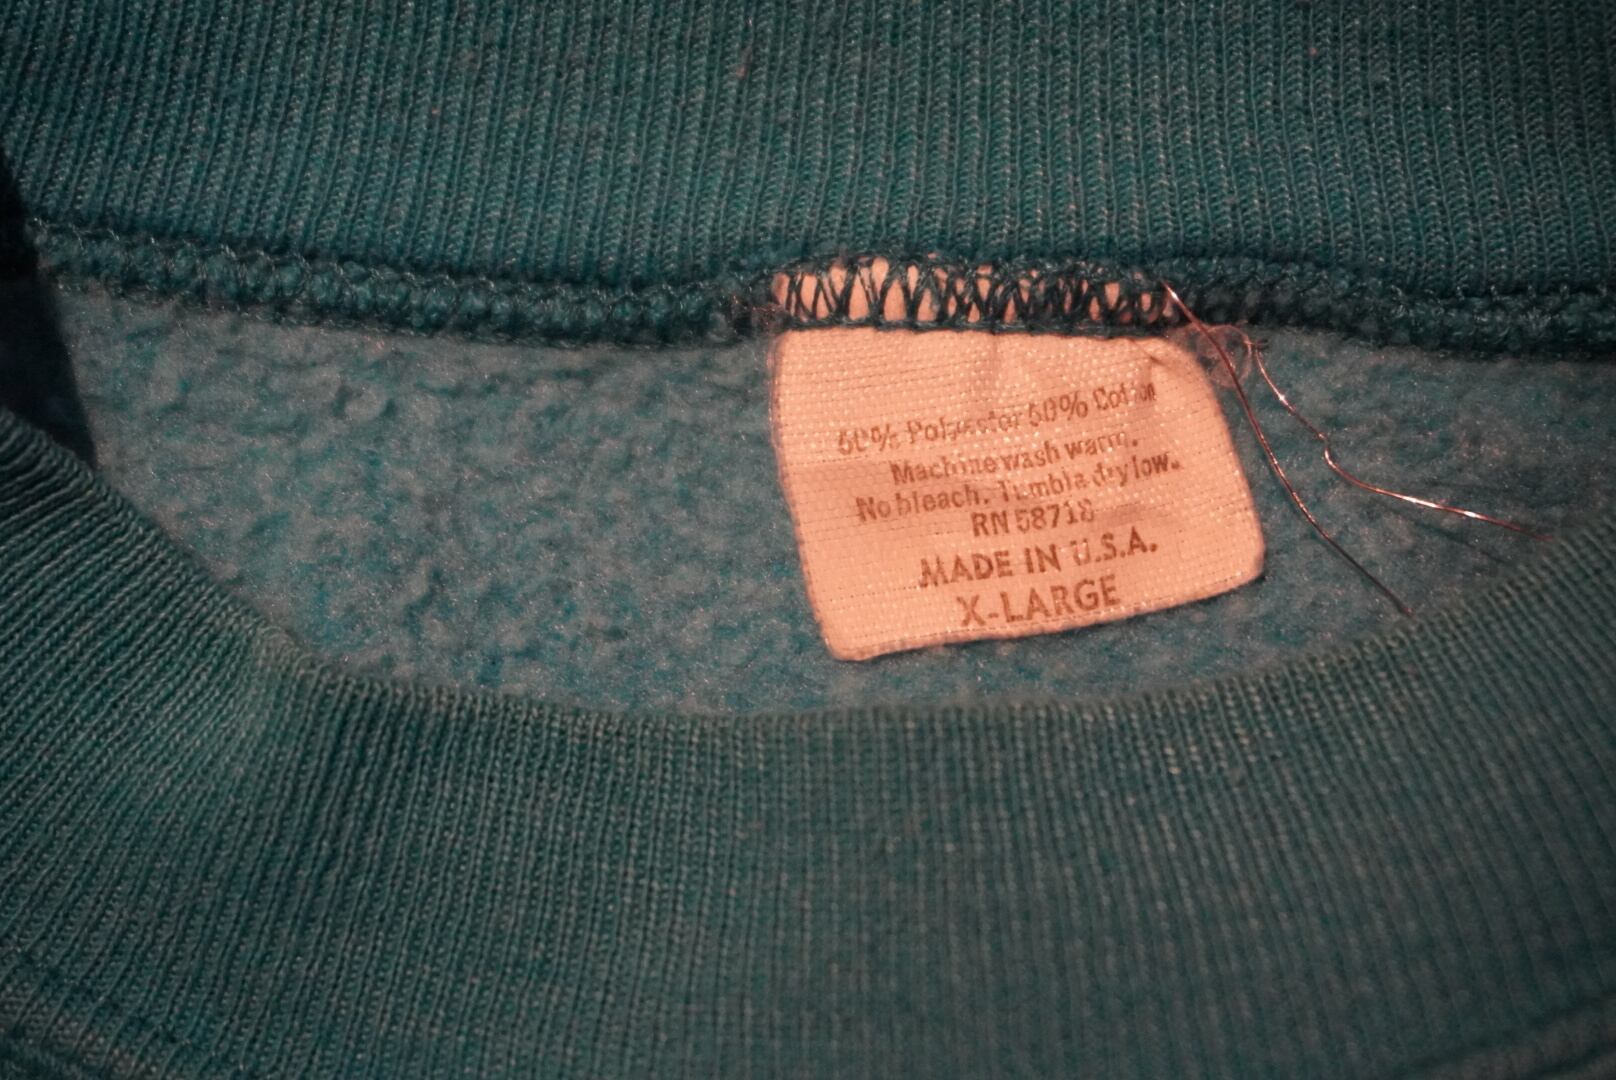 50% Polyester 50% Cotton
Machine wash warm.
No bleach. Tumble dry low.
RN 58718
MADE IN U.S.A.
X-LARGE